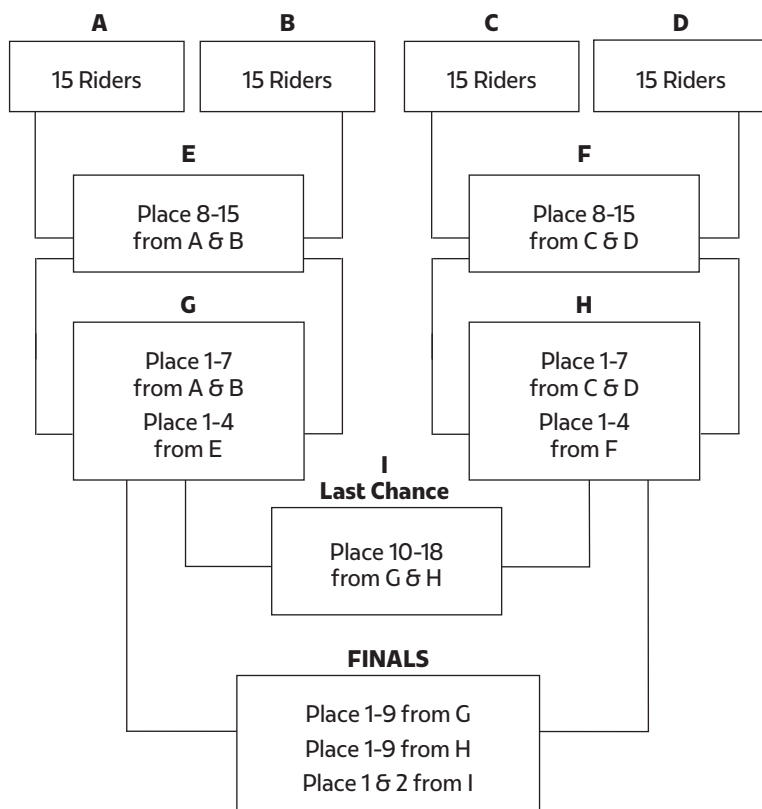 A
B
C
D
15 Riders
15 Riders
15 Riders
15 Riders
E
F
Place 8-15
from A & B
Place 8-15
from C & D
G
H
Place 1-7
from A & B
Place 1-4
from E
Place 1-7
from C & D
Place 1-4
from F
I
Last Chance
Place 10-18
from G & H
FINALS
Place 1-9 from G
Place 1-9 from H
Place 1 & 2 from I